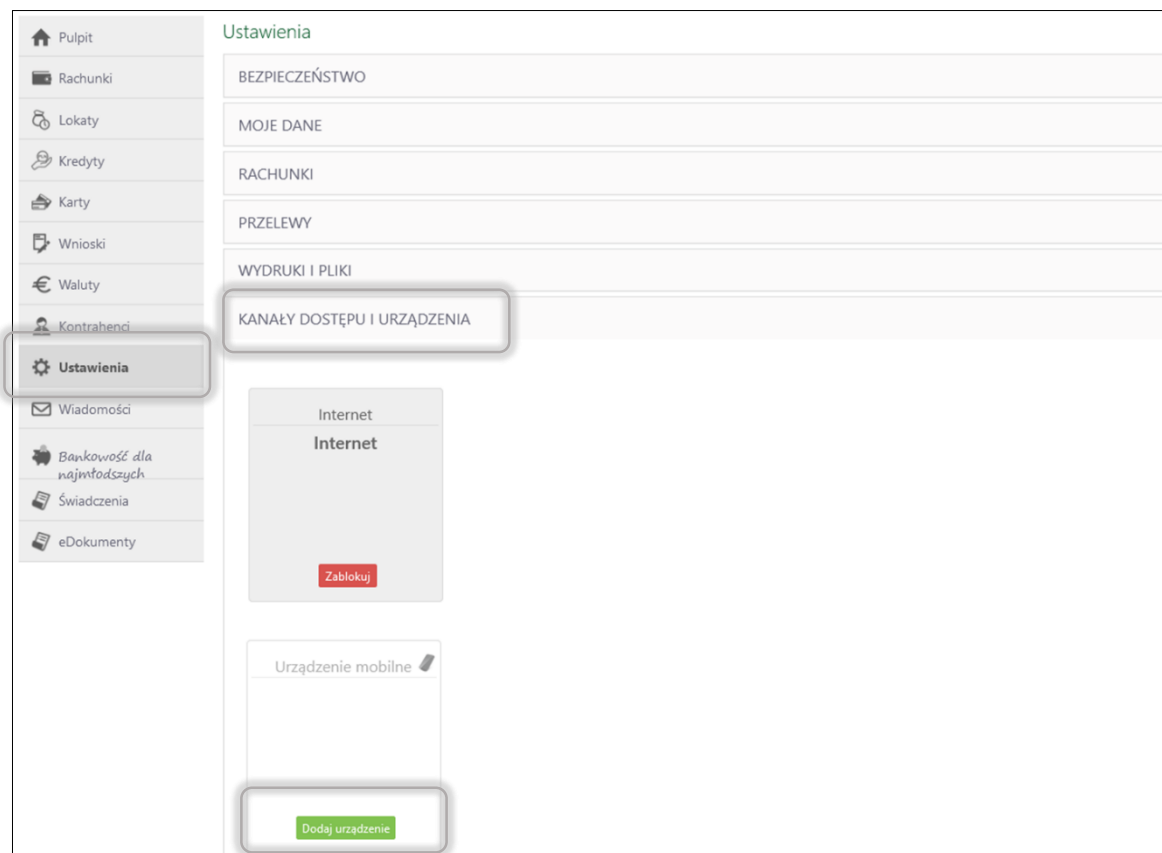 Pulpit
Rachunki
Lokaty
Kredyty
Karty
Wnioski
Waluty
Kontrahenci
Ustawienia
Wiadomości
Bankowość dla
najmłodszych
Świadczenia
eDokumenty
Ustawienia
BEZPIECZEŃSTWO
MOJE DANE
RACHUNKI
PRZELEWY
WYDRUKI I PLIKI
KANAŁY DOSTĘPU I URZĄDZENIA
Internet
Internet
Zablokuj
Urządzenie mobilne
Dodaj urządzenie